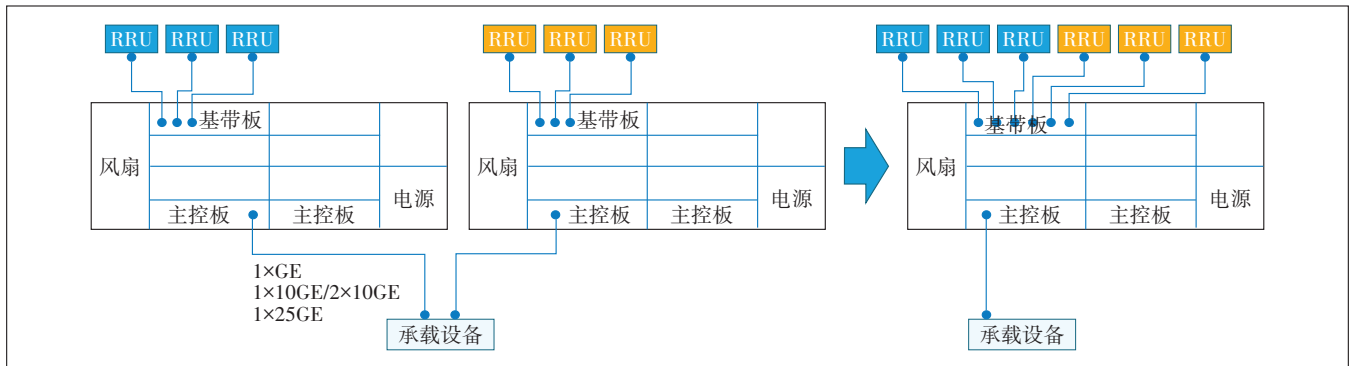 RRU RRU RRU
RRU RRU RRU
RRU RRU RRU RRU RRU RRU
基带板
基带板
基带板
风扇
风扇
风扇
电源
电源
电源
主控板 主控板
主控板 主控板
主控板 主控板
1×GE
1×10GE/2×10GE
1×25GE
承载设备
承载设备